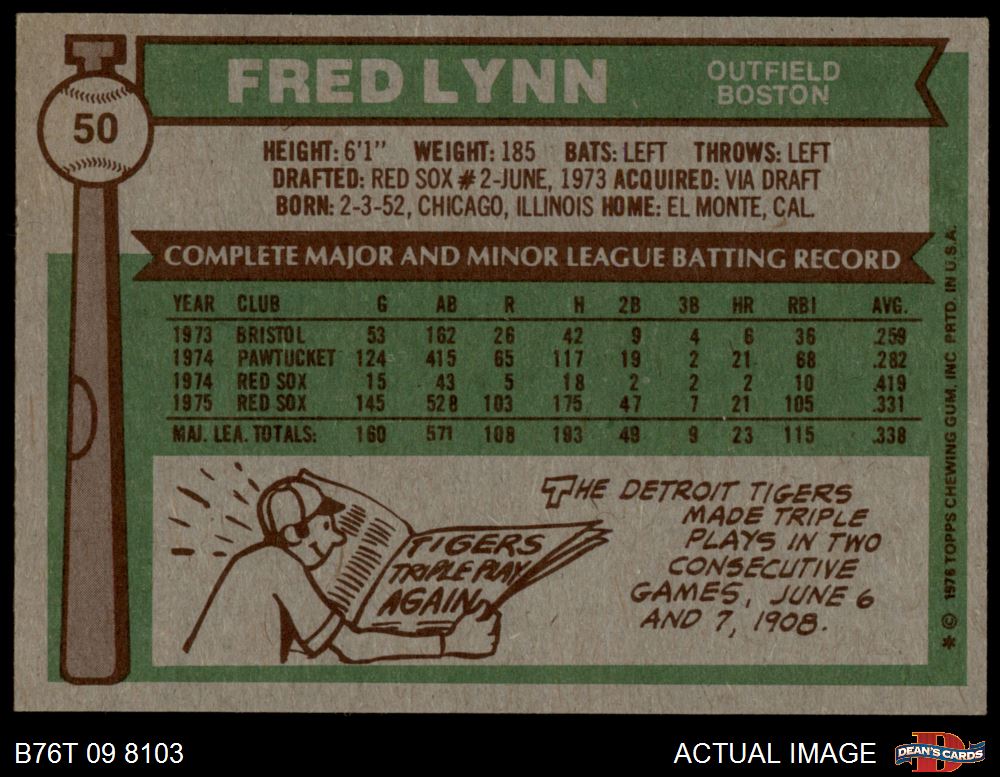 50
FRED LYNN
OUTFIELD
BOSTON
HEIGHT: 6'1" WEIGHT: 185 BATS: LEFT THROWS: LEFT
DRAFTED: RED SOX #2-JUNE, 1973 ACQUIRED: VIA DRAFT
BORN: 2-3-52, CHICAGO, ILLINOIS HOME: EL MONTE, CAL.
COMPLETE MAJOR AND MINOR LEAGUE BATTING RECORD
YEAR CLUB G AB R H 2B 3B HR RBI AVG.
1973 BRISTOL 53 162 26 42 9 4 6 36 .259
1974 PAWTUCKET 124 415 65 117 19 2 21 68 .282
1974 RED SOX 15 43 5 18 2 2 2 10 .419
1975 RED SOX 145 528 103 175 47 7 21 105 .331
MAJ. LEA. TOTALS: 160 571 108 193 49 9 23 115 .338
TIGERS
TRIPLE PLAY
AGAIN
THE DETROIT TIGERS
MADE TRIPLE
PLAYS IN TWO
CONSECUTIVE
GAMES, JUNE 6
AND 7, 1908.
* © 1976 TOPPS CHEWING GUM, INC PRTD. IN U.S.A.
B76T 09 8103
ACTUAL IMAGE
D
DEAN'S CARDS